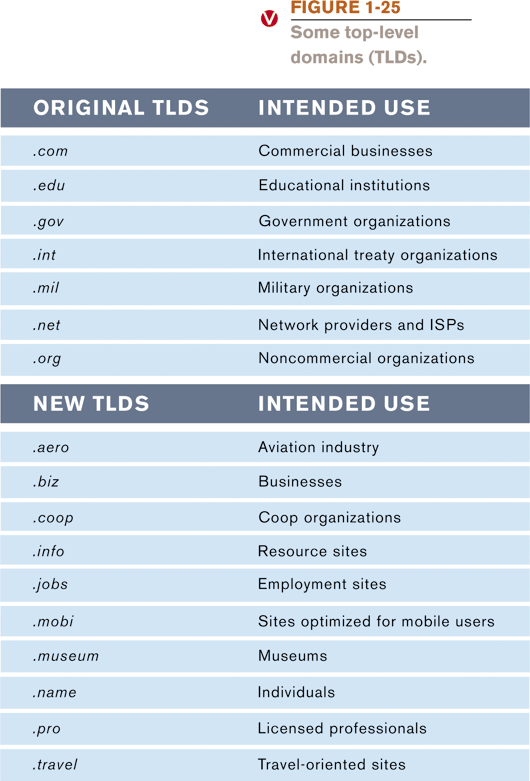 FIGURE 1-25
Some top-level
domains (TLDs).
ORIGINAL TLDS INTENDED USE
.com Commercial businesses
.edu Educational institutions
.gov Government organizations
.int International treaty organizations
.mil Military organizations
.net Network providers and ISPs
.org Noncommercial organizations
NEW TLDS INTENDED USE
.aero Aviation industry
.biz Businesses
.coop Coop organizations
.info Resource sites
.jobs Employment sites
.mobi Sites optimized for mobile users
.museum Museums
.name Individuals
.pro Licensed professionals
.travel Travel-oriented sites